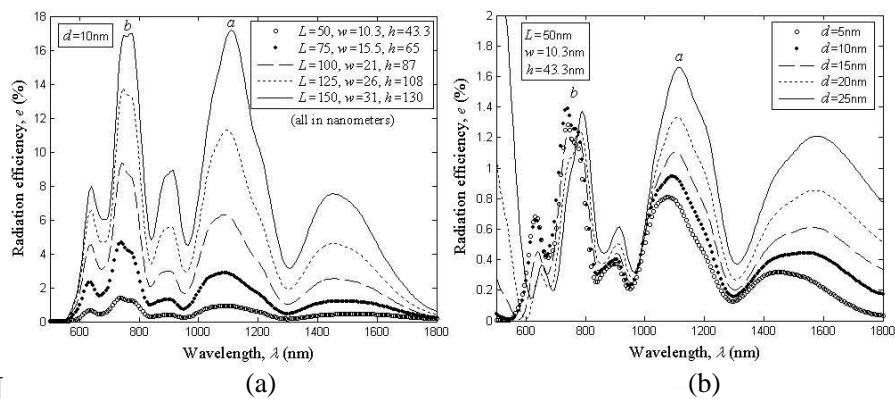 18
16
14
12
10
8
6
4
2
0
600 800 1000 1200 1400 1600 1800
Radiation efficiency, e (%)
Wavelength, λ (nm)
d=10nm
b
a
L=50, w=10.3, h=43.3
L=75, w=15.5, h=65
L=100, w=21, h=87
L=125, w=26, h=108
L=150, w=31, h=130
(all in nanometers)
(a)
2
1.8
1.6
1.4
1.2
1
0.8
0.6
0.4
0.2
0
600 800 1000 1200 1400 1600 1800
Radiation efficiency, e (%)
Wavelength, λ (nm)
L=50nm
w=10.3nm
h=43.3nm
b
a
d=5nm
d=10nm
d=15nm
d=20nm
d=25nm
(b)